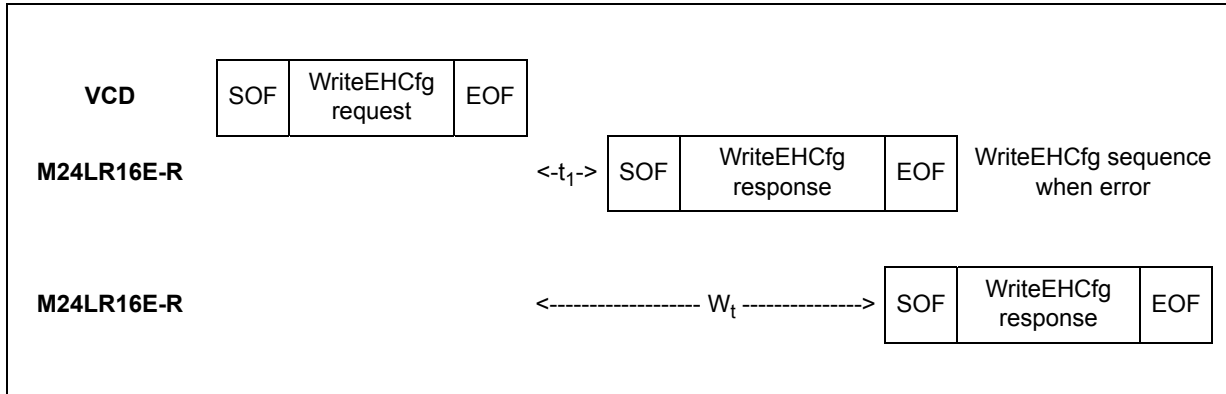 VCD SOF WriteEHCfg request EOF
M24LR16E-R <-t1-> SOF WriteEHCfg response EOF WriteEHCfg sequence when error
M24LR16E-R <------------------- Wt ---------------> SOF WriteEHCfg response EOF